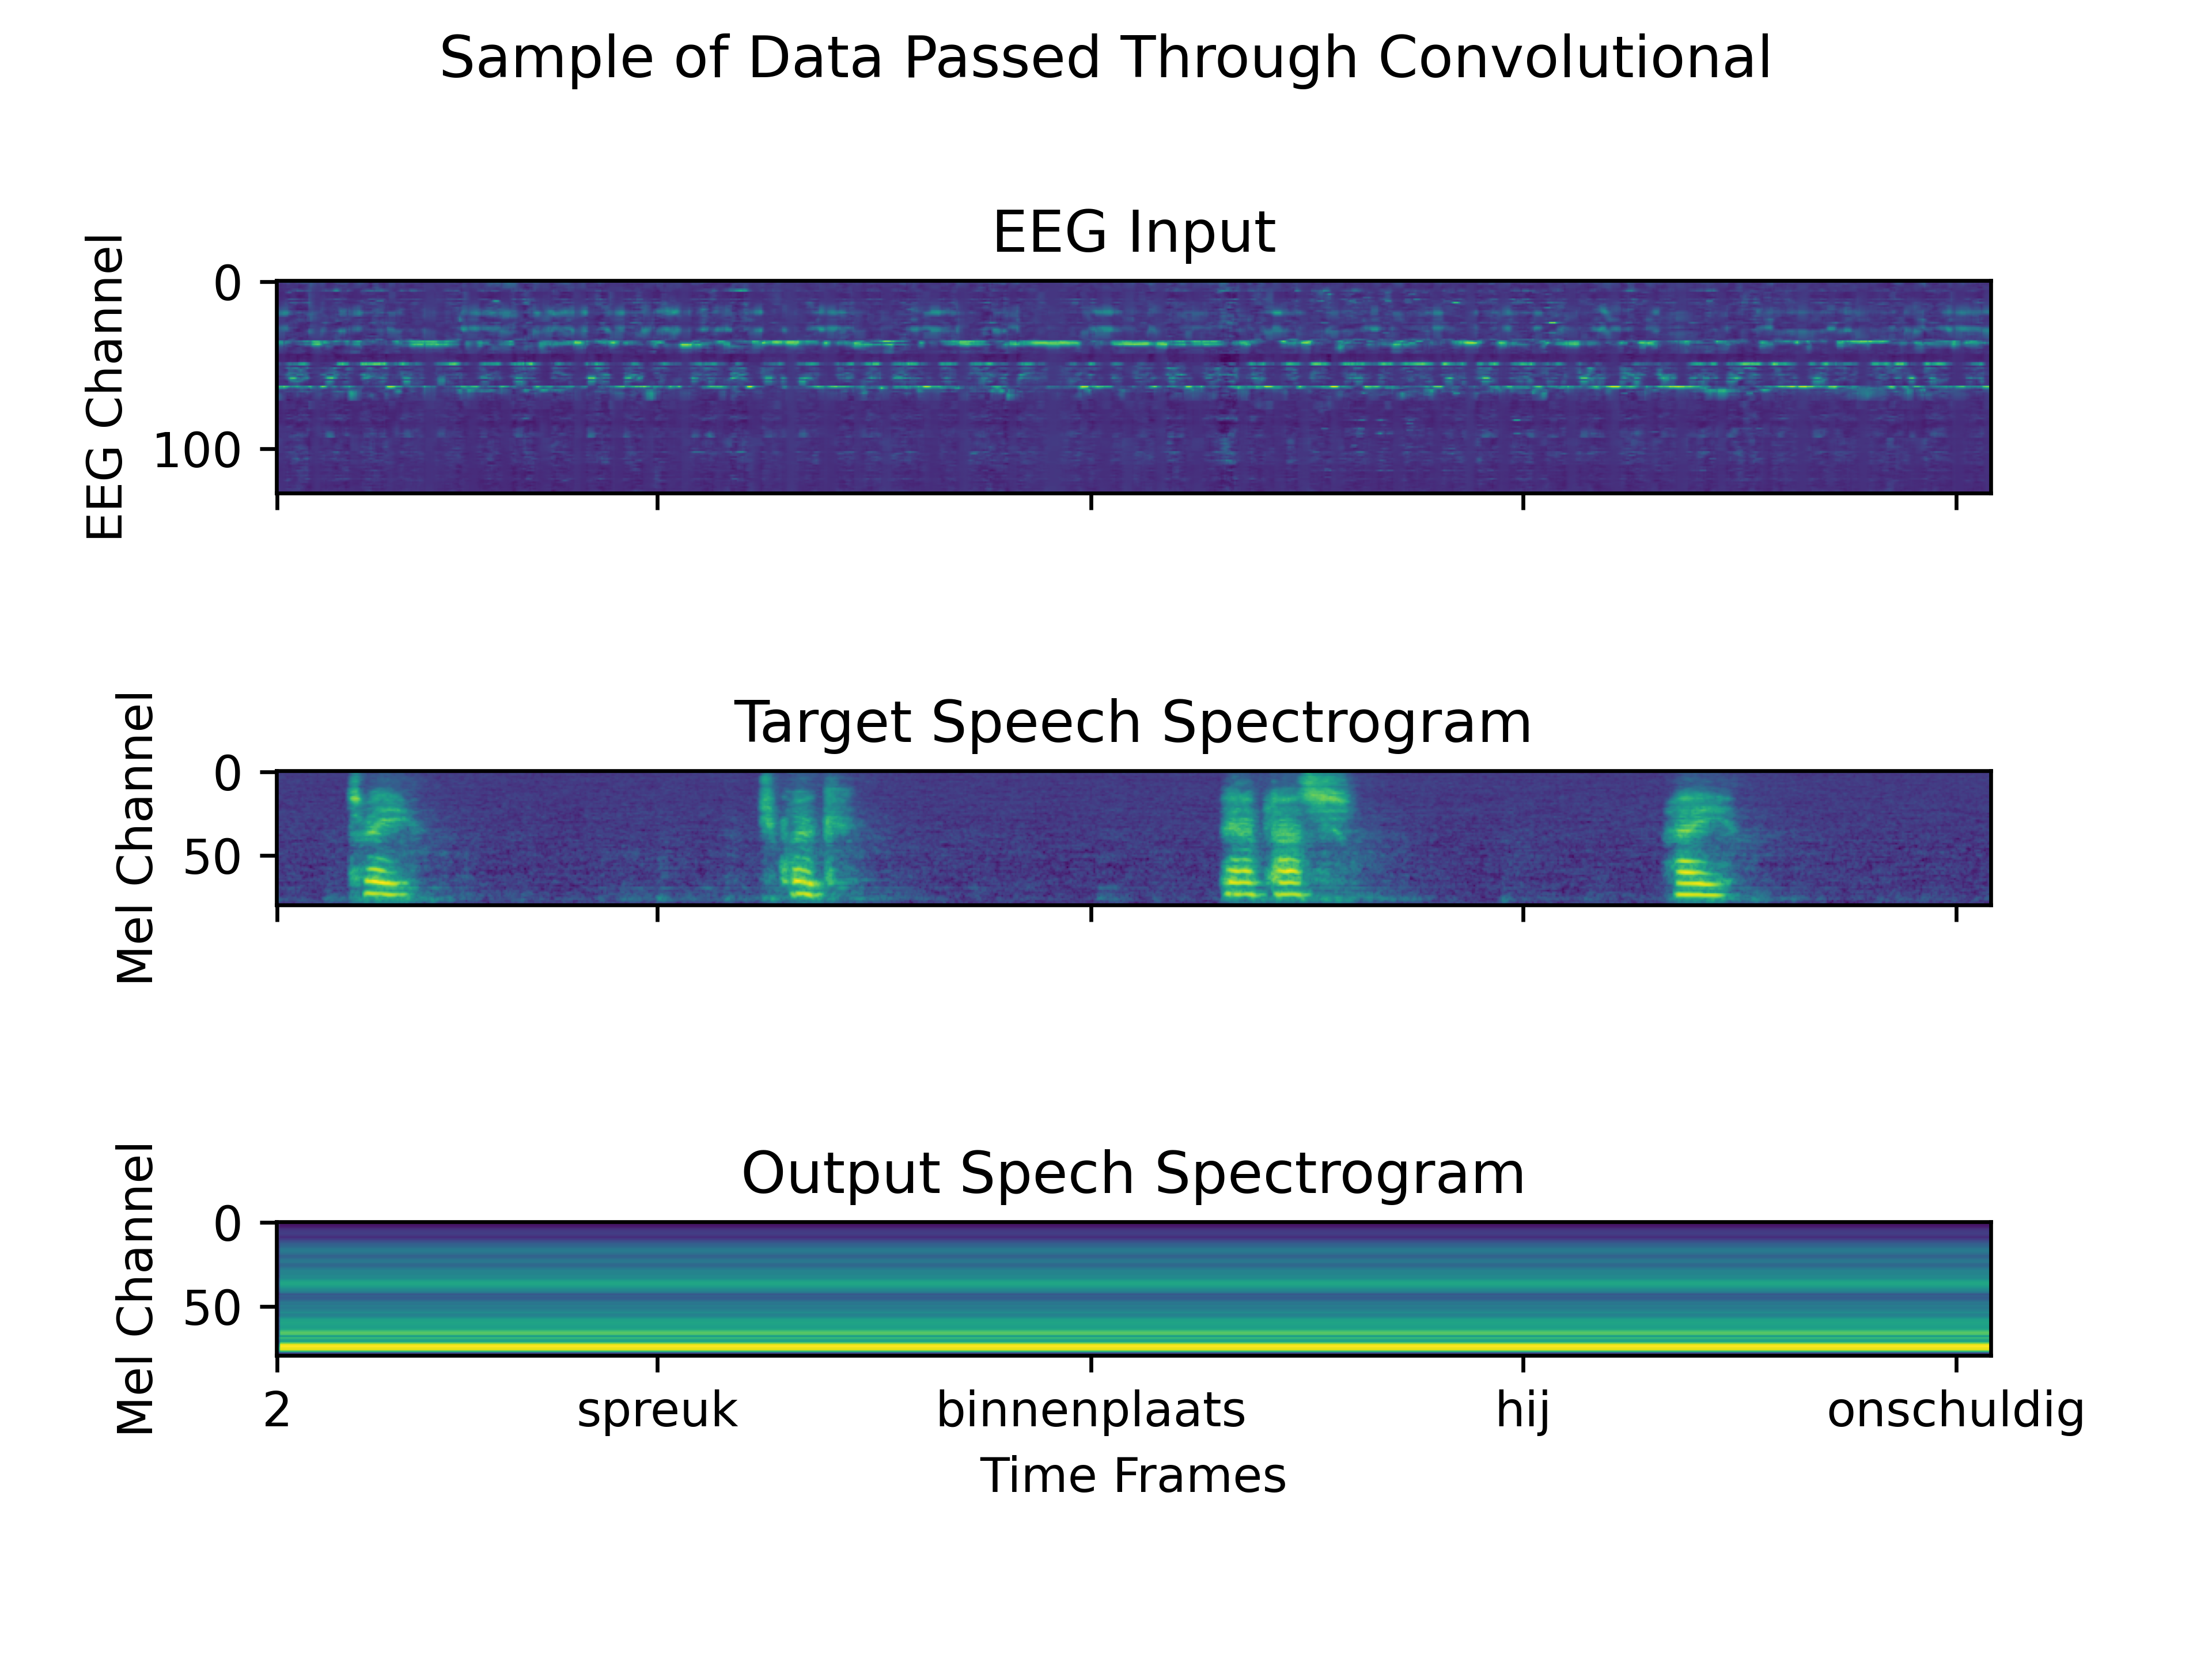 Sample of Data Passed Through Convolutional
EEG Input
EEG Channel
0
100
Target Speech Spectrogram
Mel Channel
0
50
Output Spech Spectrogram
Mel Channel
0
50
2 spreuk binnenplaats hij onschuldig
Time Frames